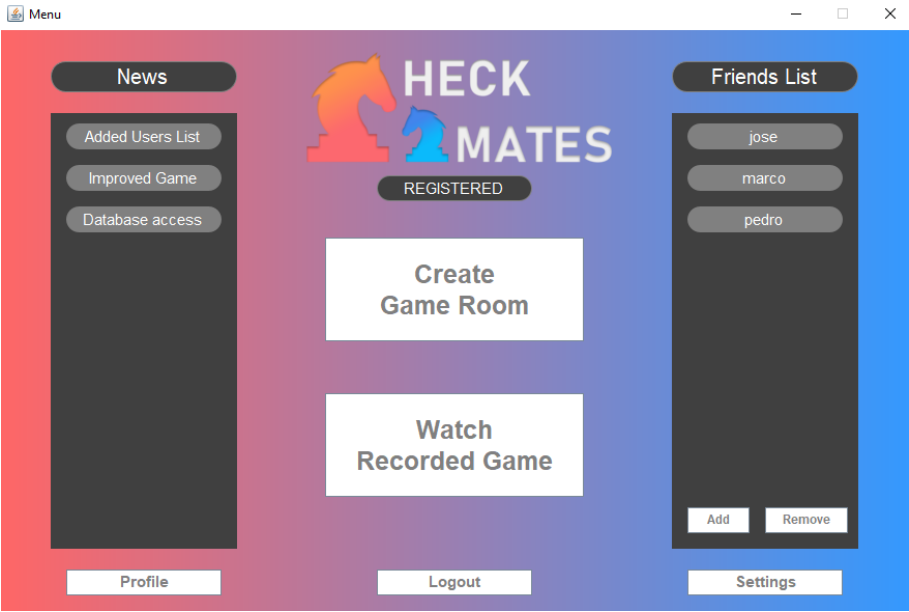 Menu
News
Added Users List
Improved Game
Database access
HECK
MATES
REGISTERED
Create
Game Room
Watch
Recorded Game
Friends List
jose
marco
pedro
Add
Remove
Profile
Logout
Settings